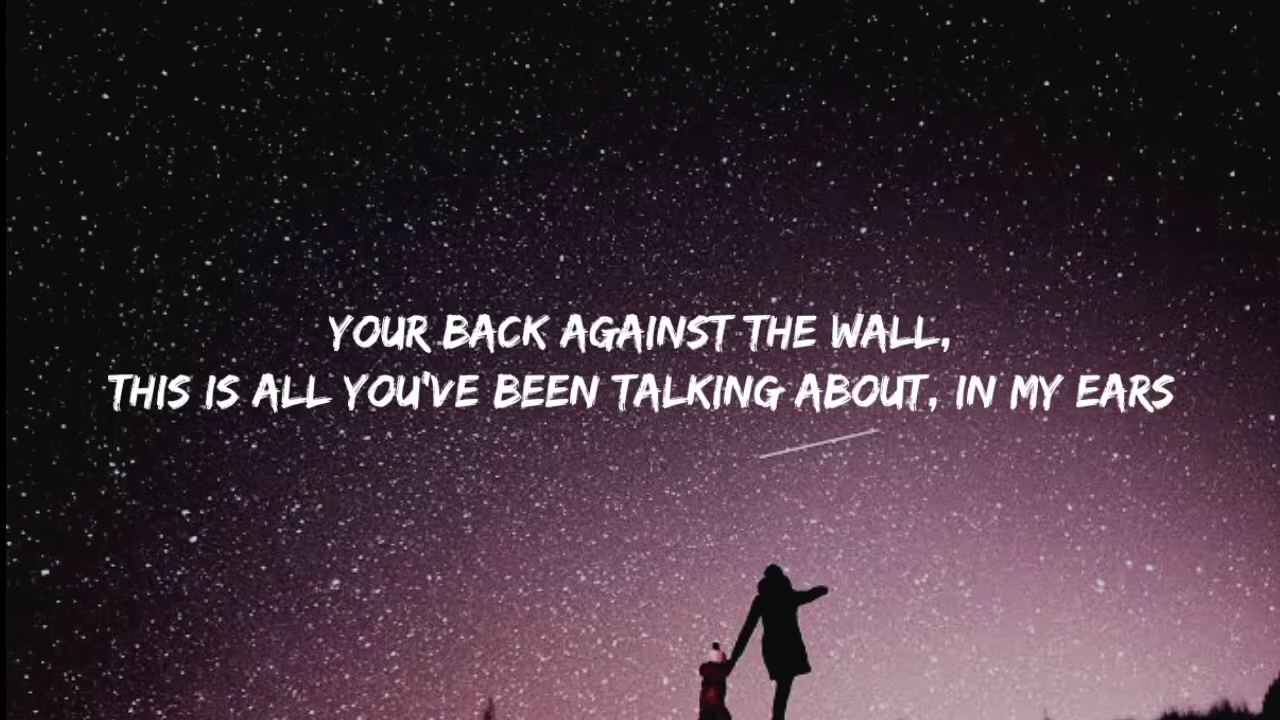 YOUR BACK AGAINST THE WALL,
THIS IS ALL YOU'VE BEEN TALKING ABOUT, IN MY EARS